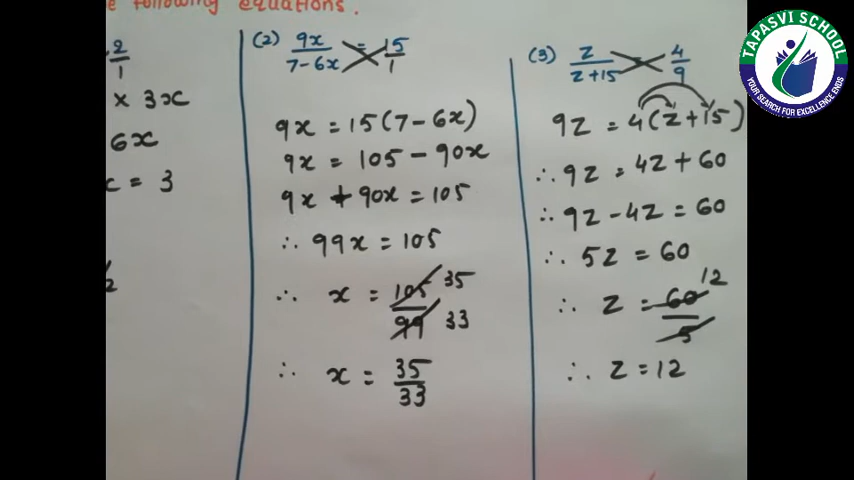 e following equations.
2/1
x 3x
6x
x = 3
/2
(2) 9x/(7-6x) = 15/1
9x = 15(7-6x)
9x = 105 - 90x
9x + 90x = 105
∴ 99x = 105
∴ x = 105/99 35/33
∴ x = 35/33
(3) z/(z+15) = 4/9
9z = 4(z+15)
∴ 9z = 4z + 60
∴ 9z - 4z = 60
∴ 5z = 60
∴ z = 60/5 12
∴ z = 12
TAPASVI SCHOOL
YOUR SEARCH FOR EXCELLENCE ENDS